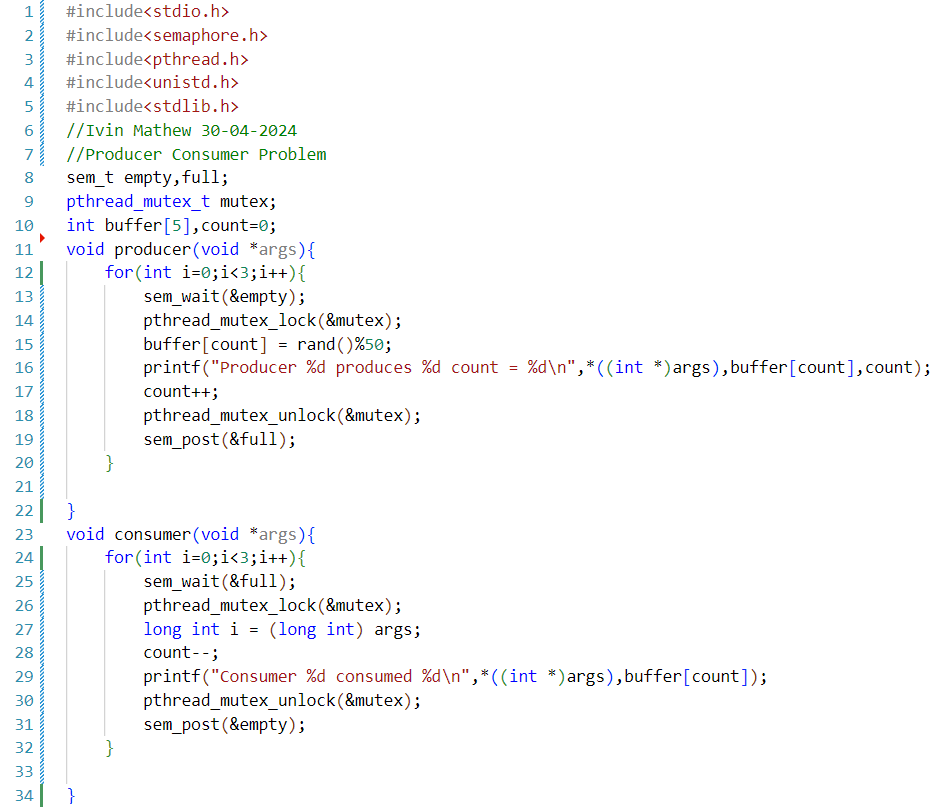 1 #include<stdio.h>
2 #include<semaphore.h>
3 #include<pthread.h>
4 #include<unistd.h>
5 #include<stdlib.h>
6 //Ivin Mathew 30-04-2024
7 //Producer Consumer Problem
8 sem_t empty,full;
9 pthread_mutex_t mutex;
10 int buffer[5],count=0;
11 void producer(void *args){
12     for(int i=0;i<3;i++){
13         sem_wait(&empty);
14         pthread_mutex_lock(&mutex);
15         buffer[count] = rand()%50;
16         printf("Producer %d produces %d count = %d\n",*((int *)args),buffer[count],count);
17         count++;
18         pthread_mutex_unlock(&mutex);
19         sem_post(&full);
20     }
21
22 }
23 void consumer(void *args){
24     for(int i=0;i<3;i++){
25         sem_wait(&full);
26         pthread_mutex_lock(&mutex);
27         long int i = (long int) args;
28         count--;
29         printf("Consumer %d consumed %d\n",*((int *)args),buffer[count]);
30         pthread_mutex_unlock(&mutex);
31         sem_post(&empty);
32     }
33
34 }